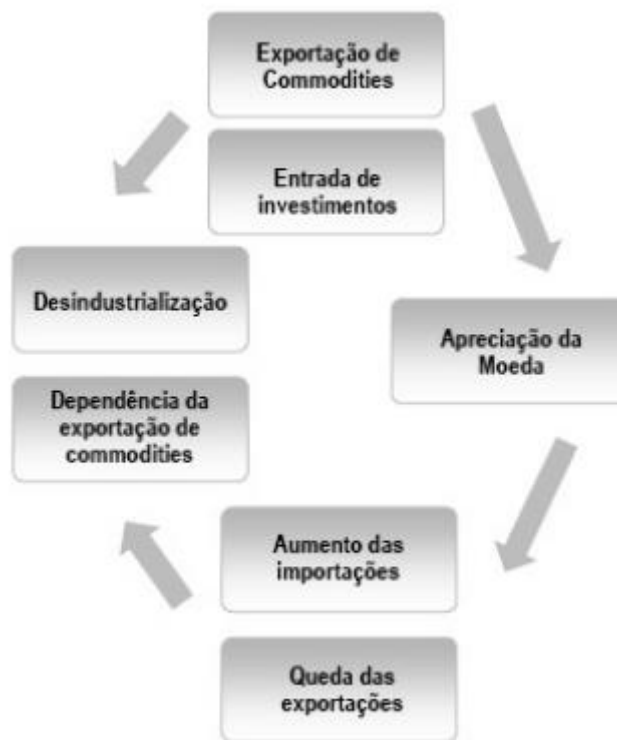 Exportação de
Commodities
Entrada de
investimentos
Desindustrialização
Apreciação da
Moeda
Dependência da
exportação de
commodities
Aumento das
importações
Queda das
exportações